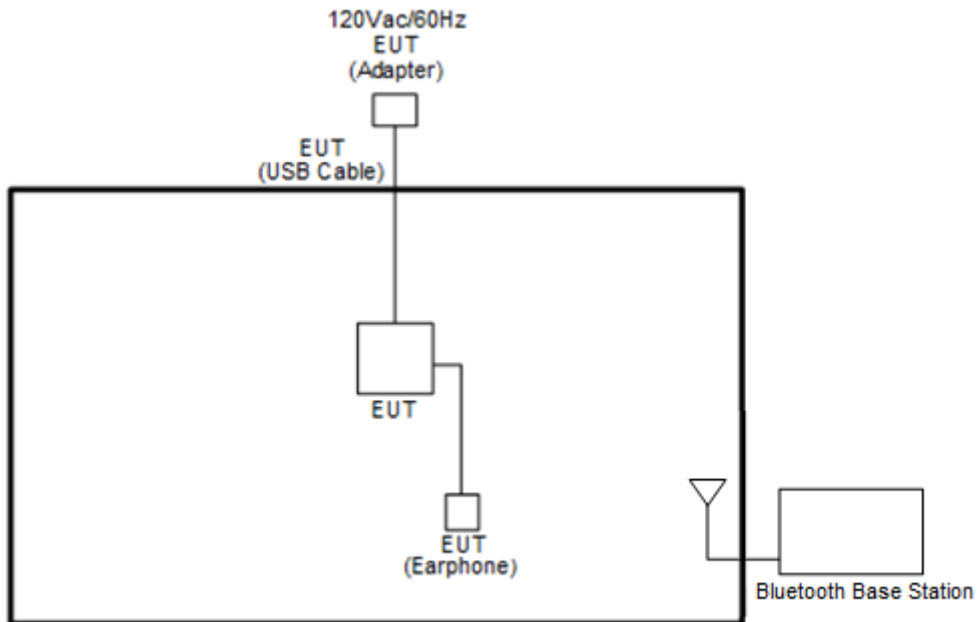 120Vac/60Hz
EUT
(Adapter)
EUT
(USB Cable)
EUT
EUT
(Earphone)
Bluetooth Base Station